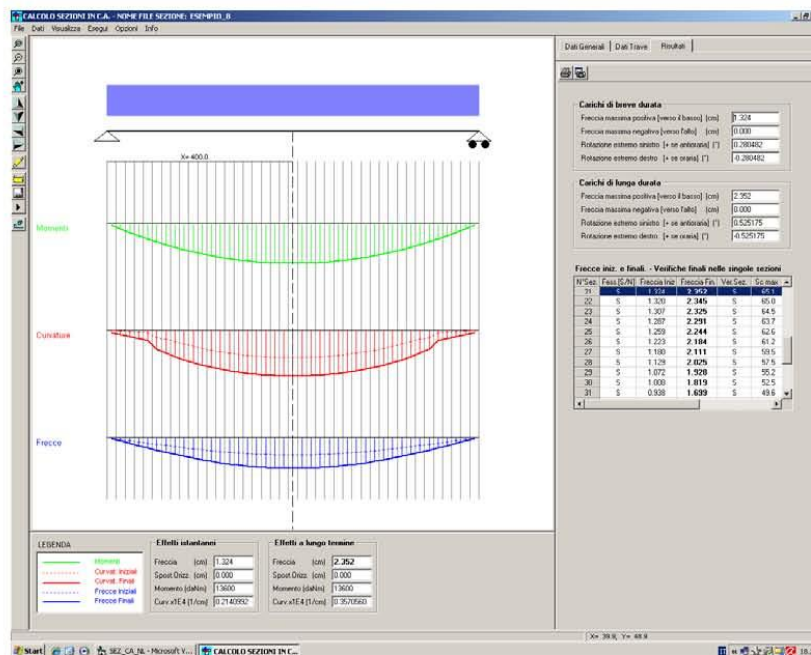 CALCOLO SEZIONI IN C.A. - NOME FILE SEZIONE: ESEMPIO_8
File Dati Visualizza Esegui Opzioni Info
Dati Generali Dati Trave Risultati
X= 400.0
Momenti
Curvature
Frecce
Carichi di breve durata
Freccia massima positiva [verso il basso] (cm) 1.324
Freccia massima negativa [verso l'alto] (cm) 0.000
Rotazione estremo sinistro [+ se antioraria] (°) 0.280482
Rotazione estremo destro [+ se oraria] (°) -0.280482
Carichi di lunga durata
Freccia massima positiva [verso il basso] (cm) 2.352
Freccia massima negativa [verso l'alto] (cm) 0.000
Rotazione estremo sinistro [+ se antioraria] (°) 0.525175
Rotazione estremo destro [+ se oraria] (°) -0.525175
Frecce iniz. e finali. - Verifiche finali nelle singole sezioni
N°Sez. Fess.[S/N] Freccia Iniz Freccia Fin. Ver.Sez. Sc max
21 S 1.324 2.352 S 65.1
22 S 1.320 2.345 S 65.0
23 S 1.307 2.325 S 64.5
24 S 1.287 2.291 S 63.7
25 S 1.259 2.244 S 62.6
26 S 1.223 2.184 S 61.2
27 S 1.180 2.111 S 59.5
28 S 1.129 2.025 S 57.5
29 S 1.072 1.928 S 55.2
30 S 1.008 1.819 S 52.5
31 S 0.938 1.699 S 49.6
LEGENDA
Momenti
Curvat. Iniziali
Curvat. Finali
Frecce Iniziali
Frecce Finali
Effetti istantanei
Freccia (cm) 1.324
Spost.Orizz. (cm) 0.000
Momento (daNm) 13600
Curv.x1E4 (1/cm) 0.2140992
Effetti a lungo termine
Freccia (cm) 2.352
Spost.Orizz. (cm) 0.000
Momento (daNm) 13600
Curv.x1E4 (1/cm) 0.3570560
Start SEZ_CA_NL - Microsoft V... CALCOLO SEZIONI IN C...